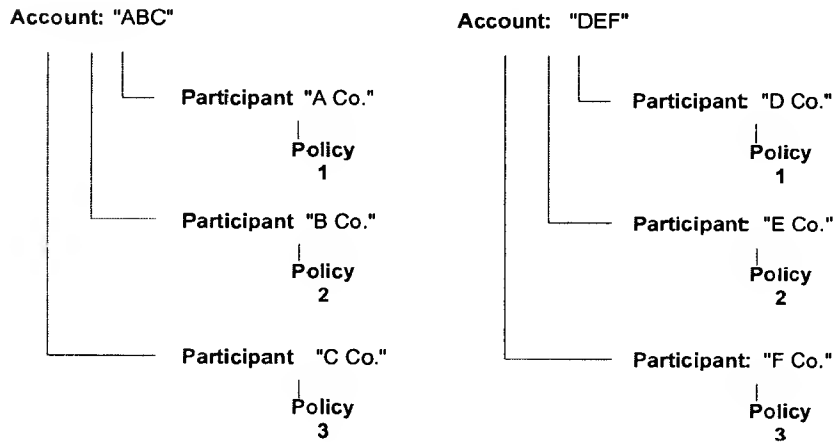 Account: "ABC"
Participant "A Co."
Policy
1
Participant "B Co."
Policy
2
Participant "C Co."
Policy
3
Account: "DEF"
Participant: "D Co."
Policy
1
Participant: "E Co."
Policy
2
Participant: "F Co."
Policy
3